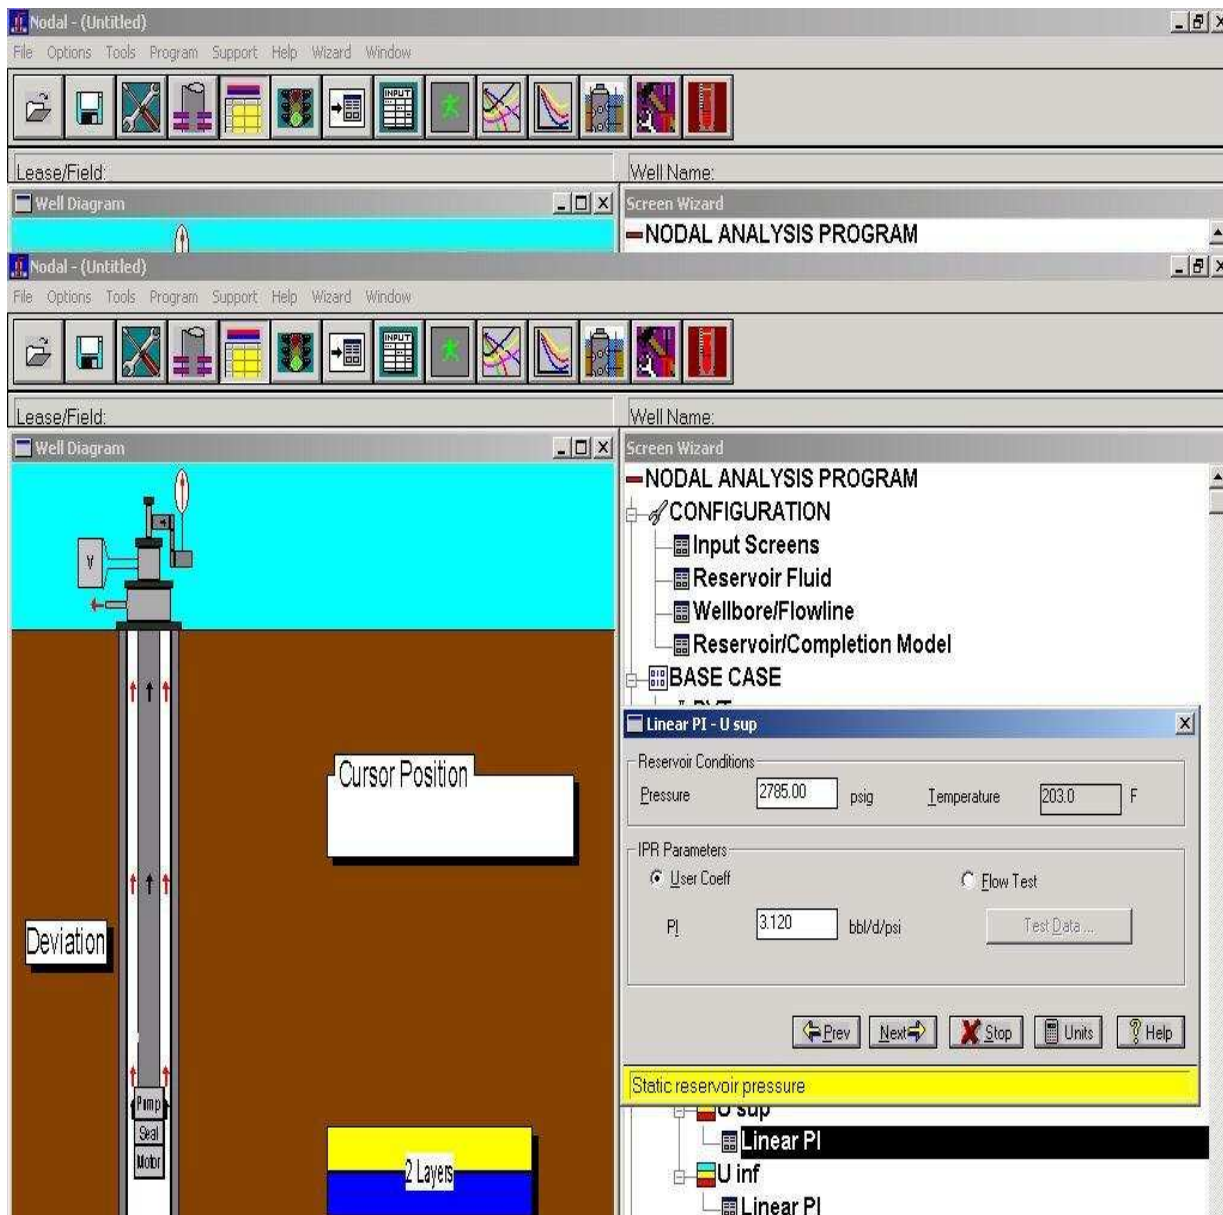 Nodal - (Untitled)
File Options Tools Program Support Help Wizard Window
INPUT
Lease/Field:
Well Name:
Well Diagram
Screen Wizard
NODAL ANALYSIS PROGRAM
Nodal - (Untitled)
File Options Tools Program Support Help Wizard Window
INPUT
Lease/Field:
Well Name:
Well Diagram
Screen Wizard
NODAL ANALYSIS PROGRAM
CONFIGURATION
Input Screens
Reservoir Fluid
Wellbore/Flowline
Reservoir/Completion Model
BASE CASE
Linear PI - U sup
Reservoir Conditions
Pressure 2785.00 psig Temperature 203.0 F
IPR Parameters
User Coeff Flow Test
PI 3.120 bbl/d/psi Test Data ...
Prev Next Stop Units Help
Static reservoir pressure
U sup
Linear PI
U inf
Linear PI
V
Cursor Position
Deviation
Pump
Seal
Motor
2 Layers